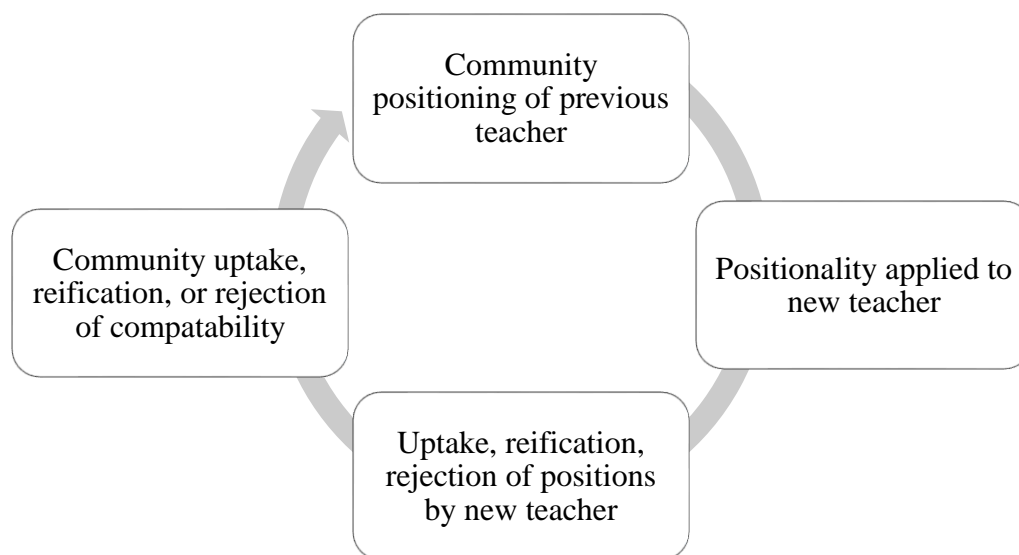 Community
positioning of previous
teacher
Positionality applied to
new teacher
Uptake, reification,
rejection of positions
by new teacher
Community uptake,
reification, or rejection
of compatability